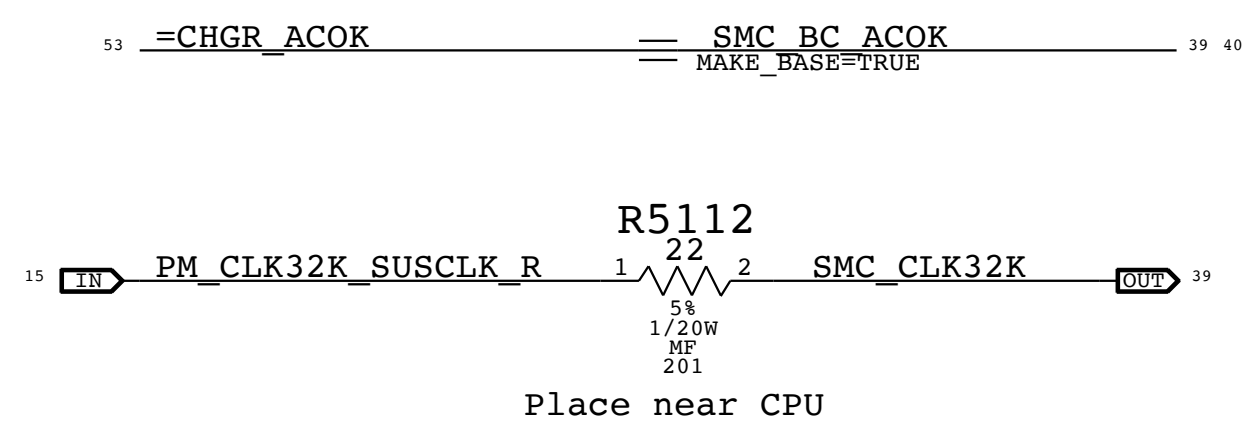 53 =CHGR_ACOK SMC_BC_ACOK 39 40
MAKE_BASE=TRUE
R5112
22
15 IN PM_CLK32K_SUSCLK_R 1 2 SMC_CLK32K OUT 39
5%
1/20W
MF
201
Place near CPU